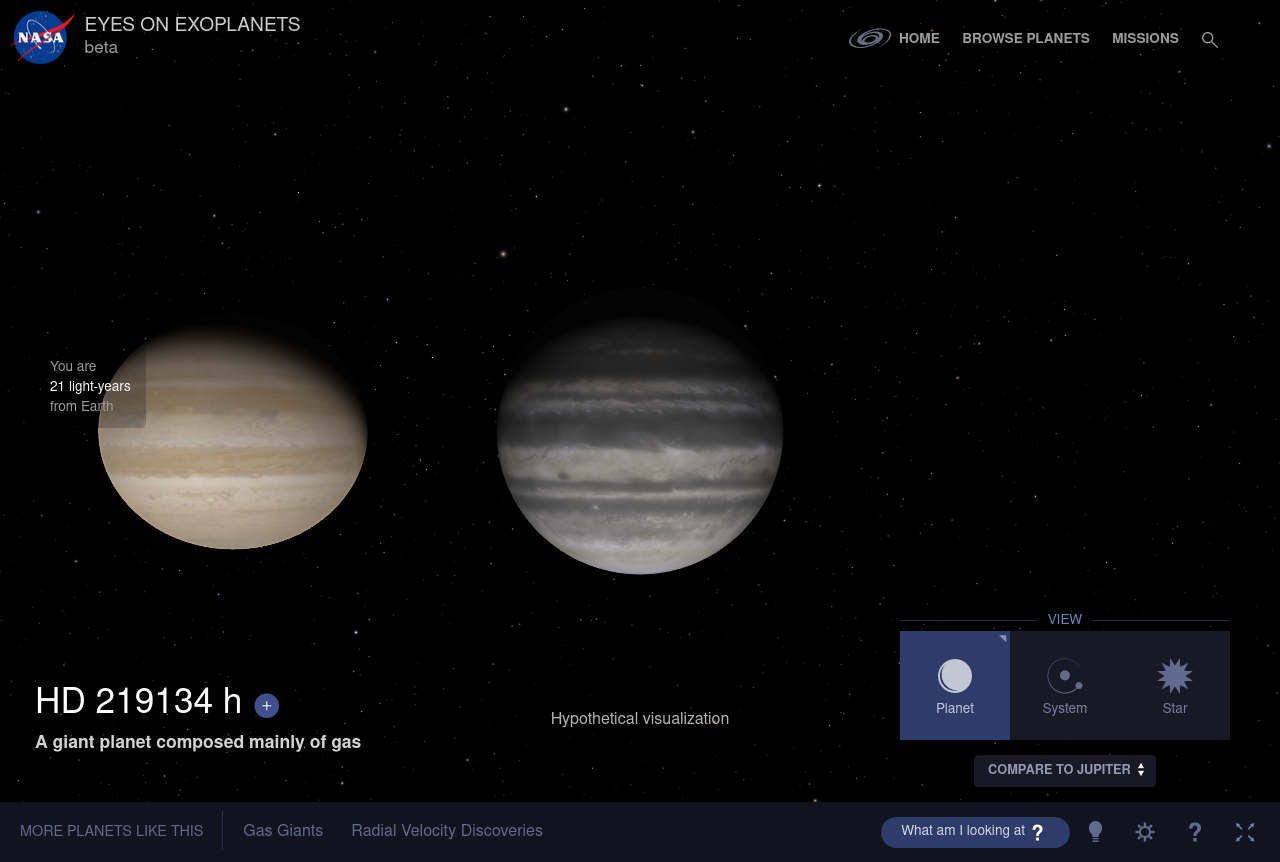 NASA
EYES ON EXOPLANETS
beta
HOME
BROWSE PLANETS
MISSIONS
You are
21 light-years
from Earth
VIEW
Planet
System
Star
HD 219134 h +
A giant planet composed mainly of gas
Hypothetical visualization
COMPARE TO JUPITER
MORE PLANETS LIKE THIS
Gas Giants
Radial Velocity Discoveries
What am I looking at ?
?